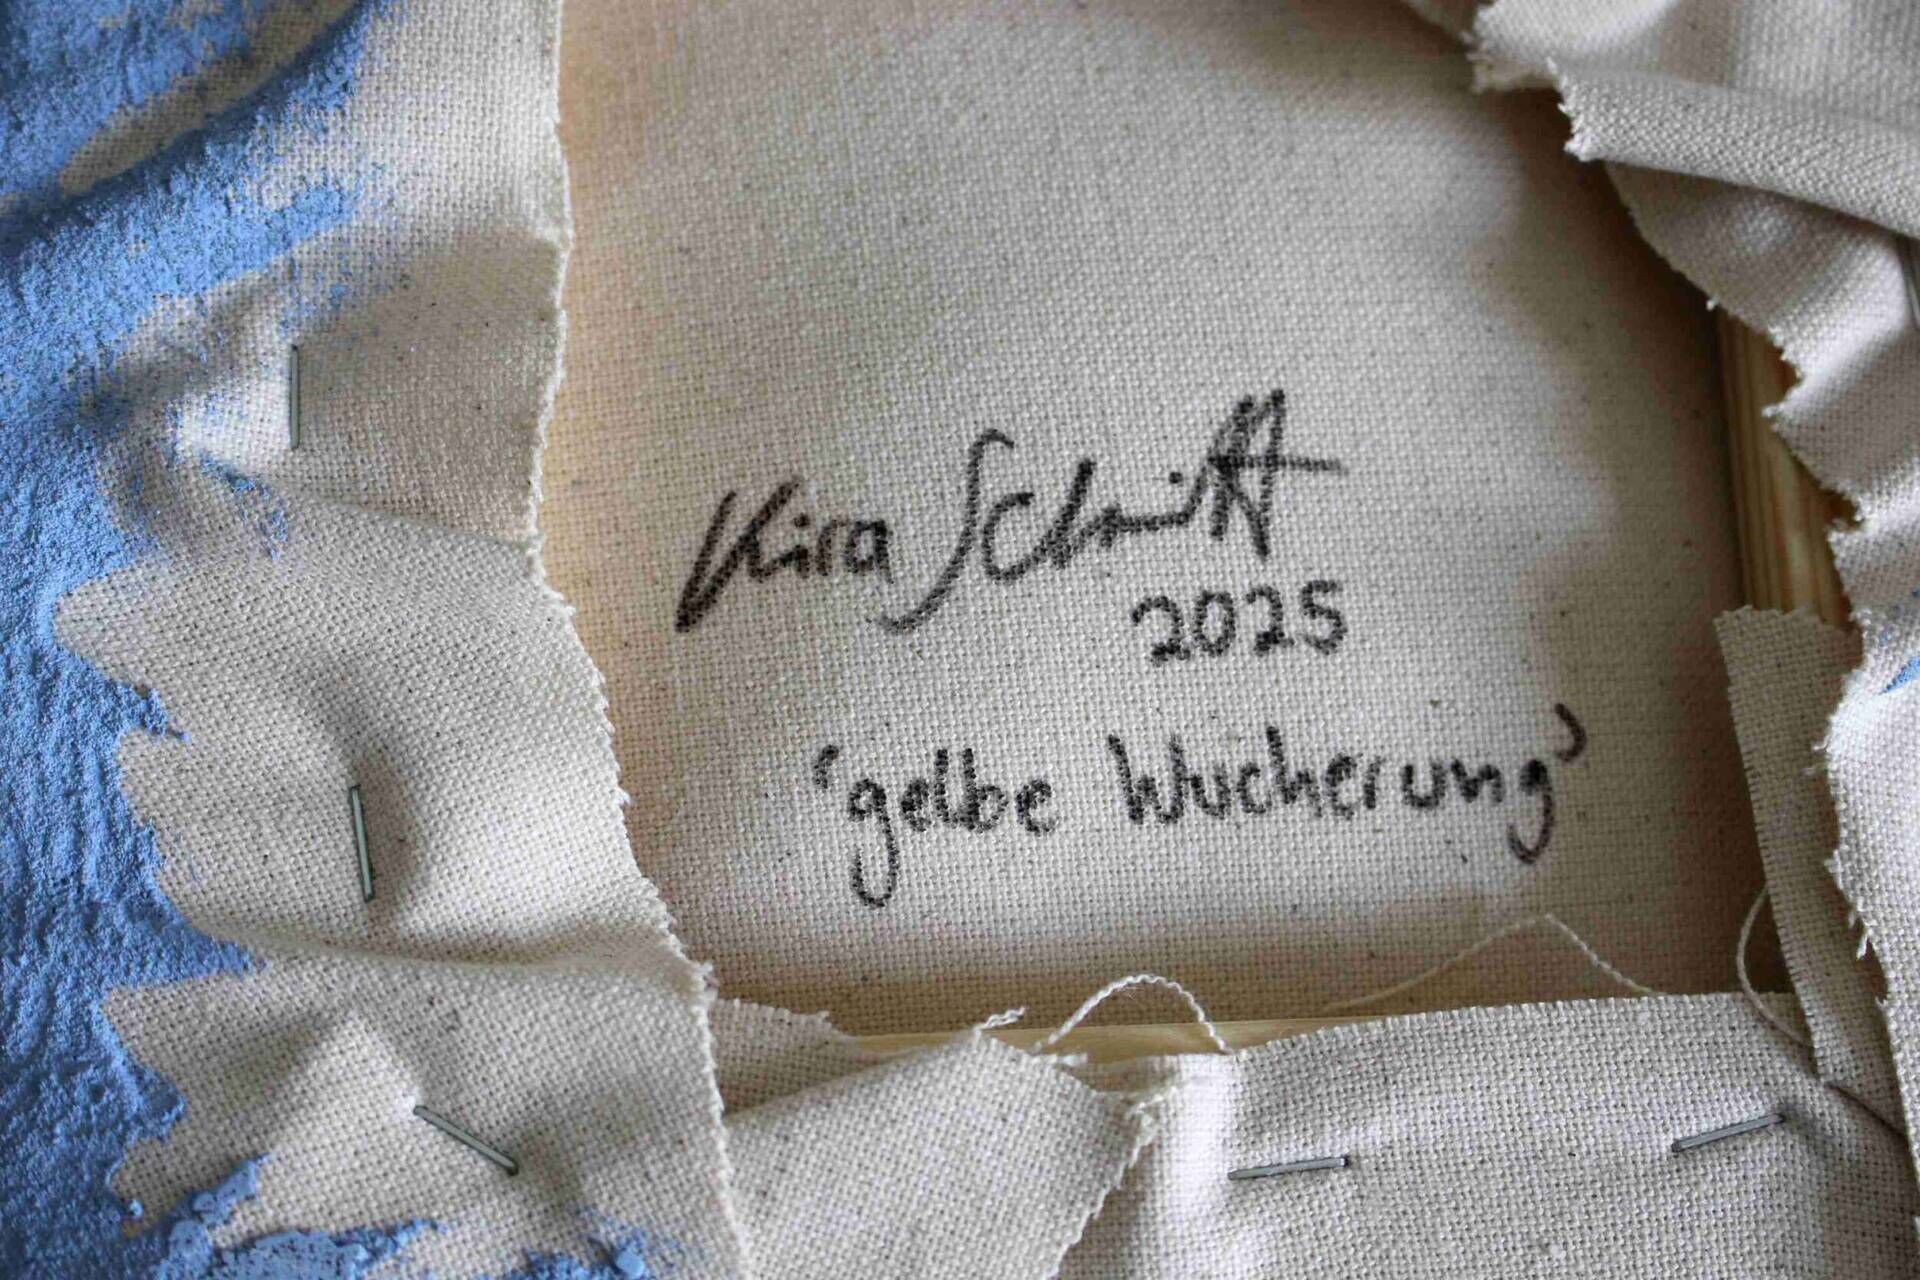 Kira Schmitt
2025
'gelbe Wucherung'